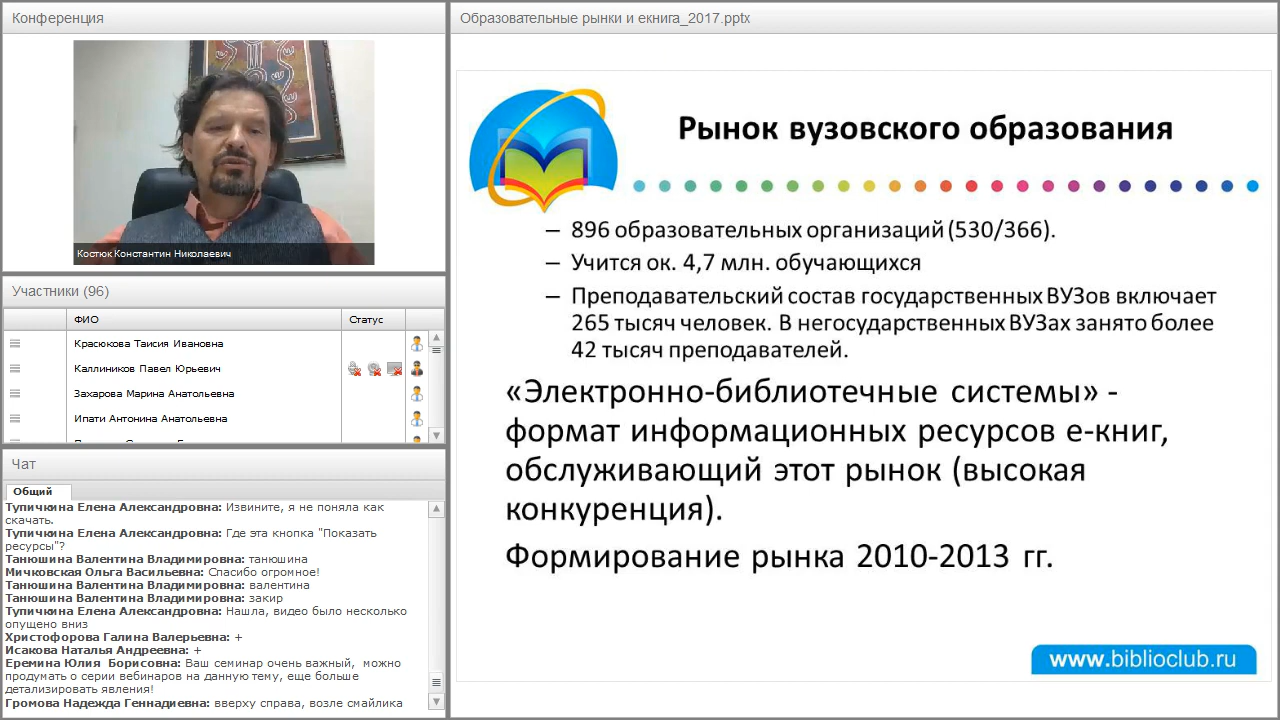 Конференция
Костюк Константин Николаевич
Участники (96)
ФИО
Статус
Красюкова Таисия Ивановна
Каллиников Павел Юрьевич
Захарова Марина Анатольевна
Ипати Антонина Анатольевна
Чат
Общий
Тупичкина Елена Александровна: Извините, я не поняла как
скачать.
Тупичкина Елена Александровна: Где эта кнопка "Показать
ресурсы"?
Танюшина Валентина Владимировна: танюшина
Мичковская Ольга Васильевна: Спасибо огромное!
Танюшина Валентина Владимировна: валентина
Танюшина Валентина Владимировна: закир
Тупичкина Елена Александровна: Нашла, видео было несколько
опущено вниз
Христофорова Галина Валерьевна: +
Исакова Наталья Андреевна: +
Еремина Юлия Борисовна: Ваш семинар очень важный, можно
продумать о серии вебинаров на данную тему, еще больше
детализировать явления!
Громова Надежда Геннадиевна: вверху справа, возле смайлика
Образовательные рынки и екнига_2017.pptx
Рынок вузовского образования
– 896 образовательных организаций (530/366).
– Учится ок. 4,7 млн. обучающихся
– Преподавательский состав государственных ВУЗов включает
265 тысяч человек. В негосударственных ВУЗах занято более
42 тысяч преподавателей.
«Электронно-библиотечные системы» -
формат информационных ресурсов е-книг,
обслуживающий этот рынок (высокая
конкуренция).
Формирование рынка 2010-2013 гг.
www.biblioclub.ru